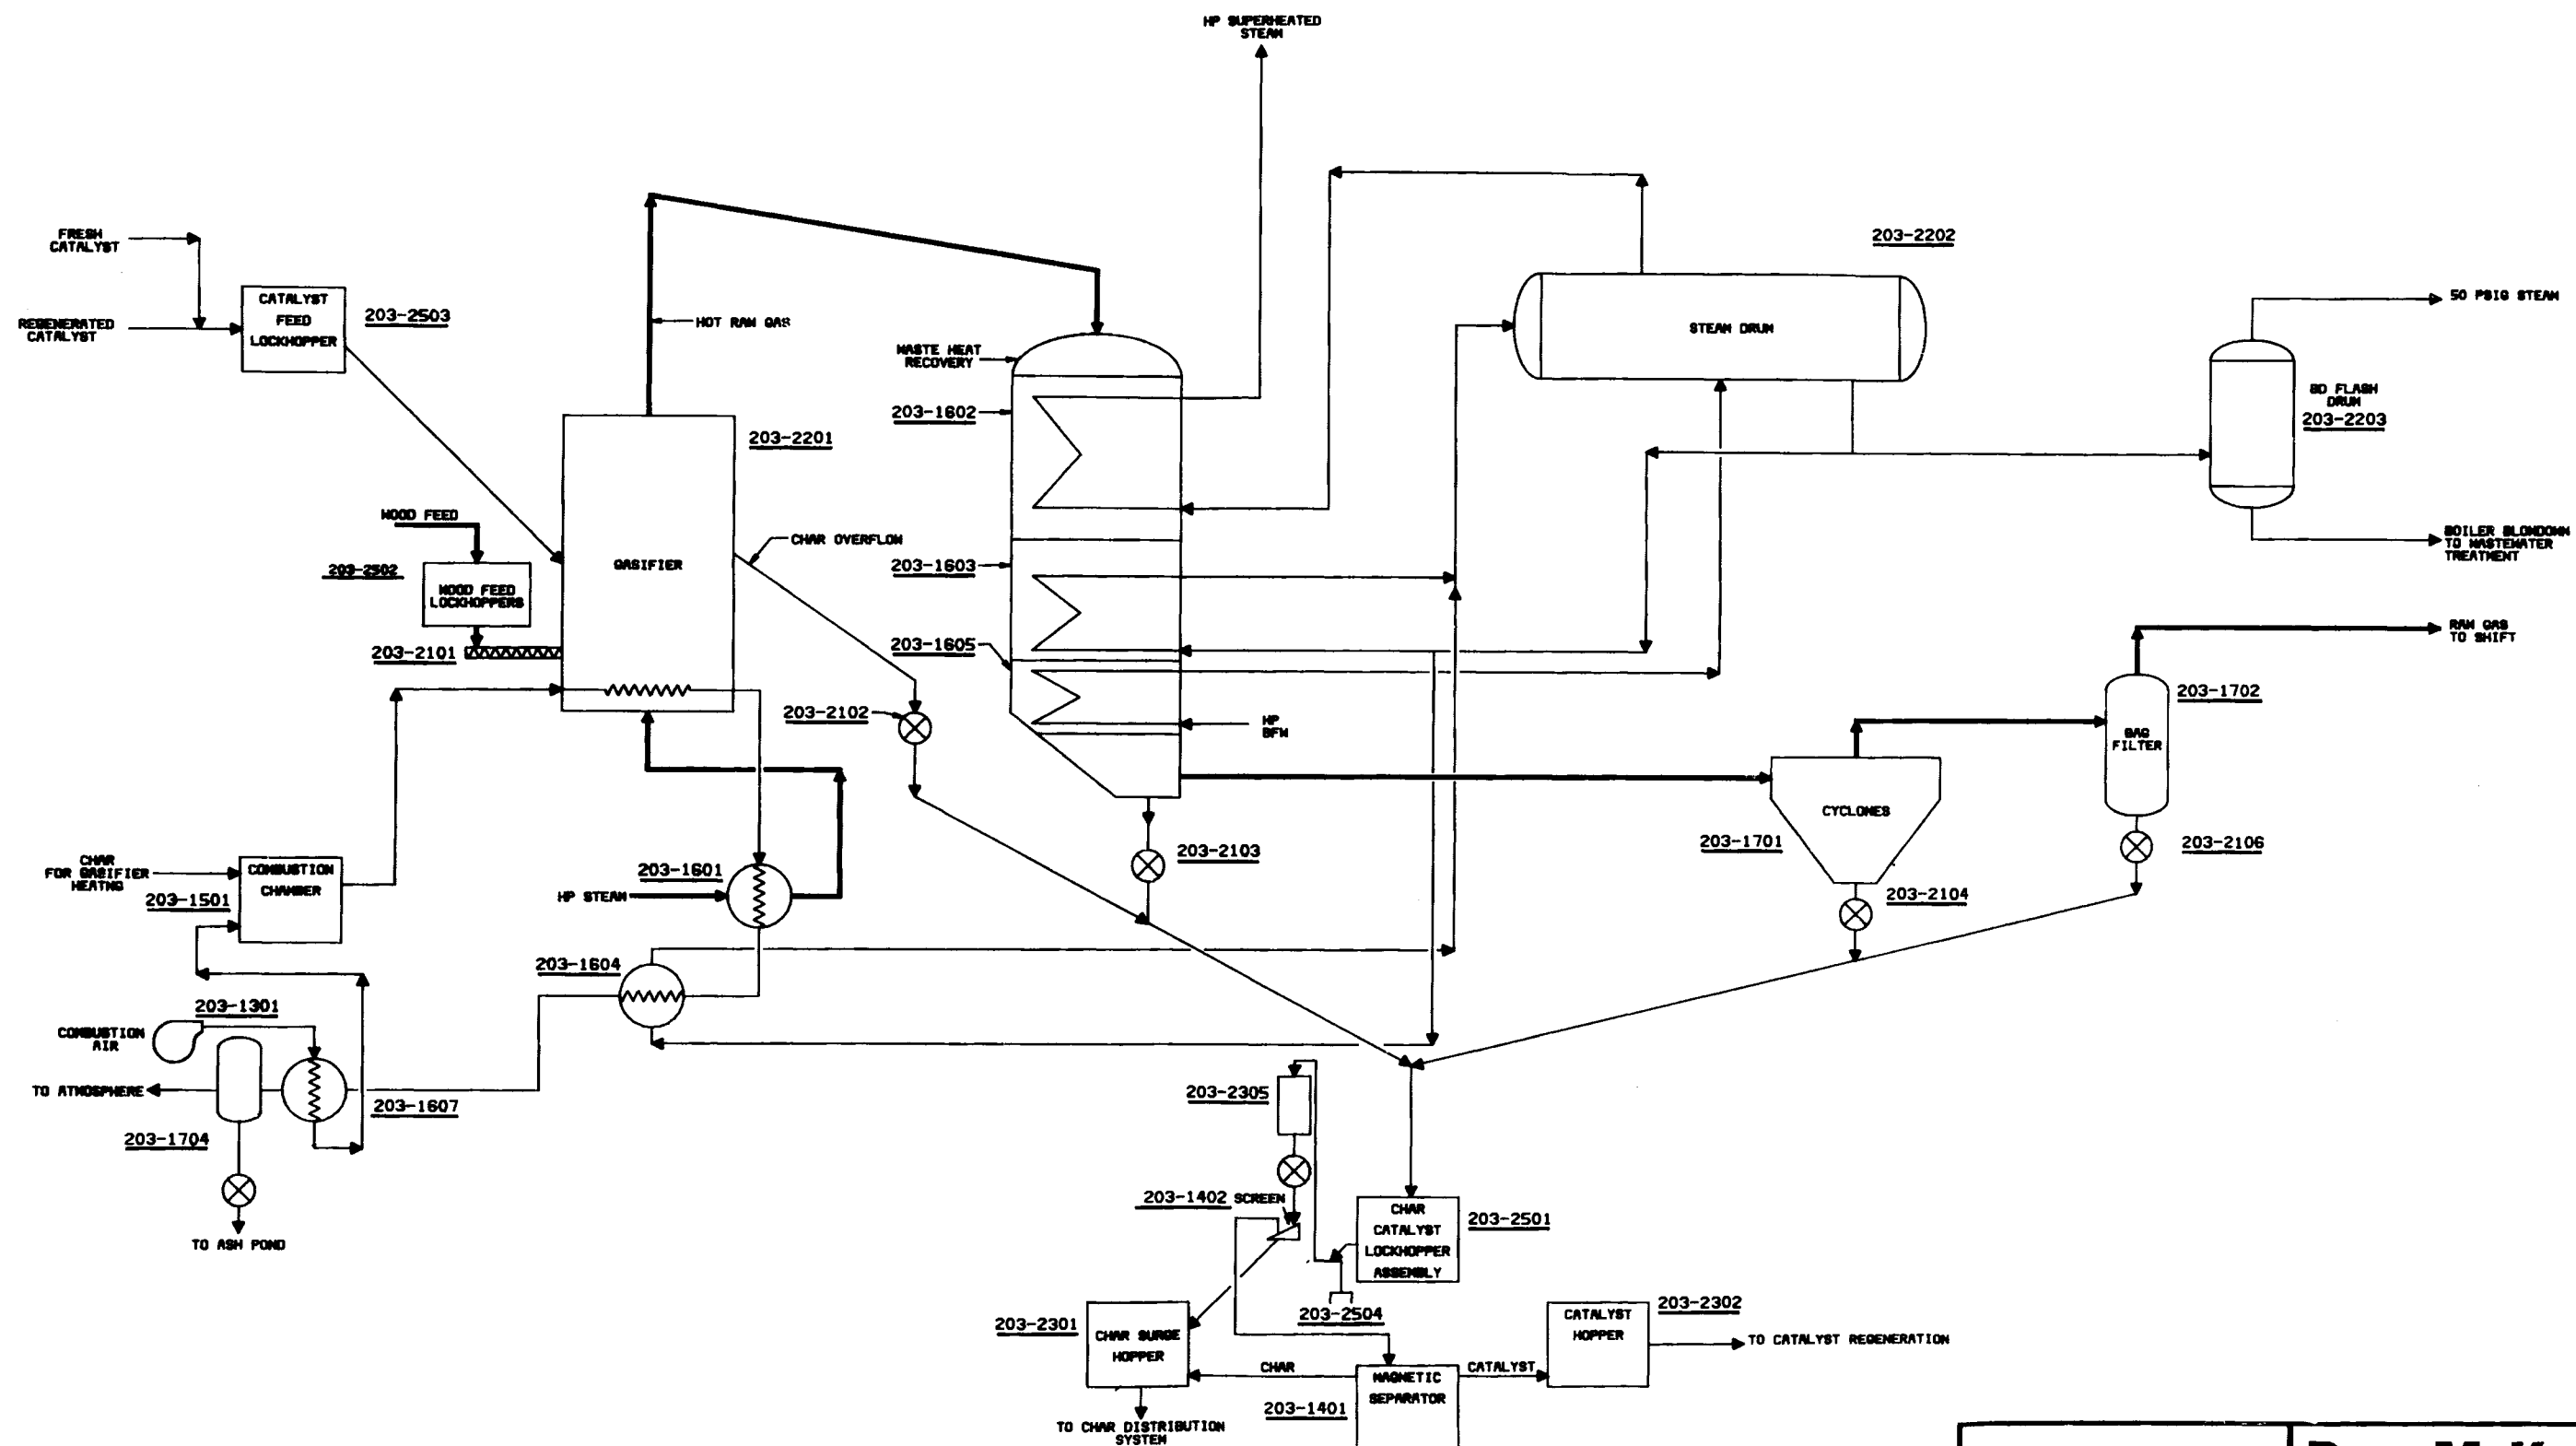 HP SUPERHEATED
STEAM
FRESH
CATALYST
REGENERATED
CATALYST
CATALYST
FEED
LOCKHOPPER
203-2503
HOT RAW GAS
WASTE HEAT
RECOVERY
203-1602
203-2202
STEAM DRUM
50 PSIG STEAM
BD FLASH
DRUM
203-2203
203-2201
GASIFIER
WOOD FEED
203-2502
WOOD FEED
LOCKHOPPERS
203-2101
CHAR OVERFLOW
203-1603
203-1605
BOILER BLOWDOWN
TO WASTEWATER
TREATMENT
RAW GAS
TO SHIFT
203-2102
HP
BFW
203-1702
BAG
FILTER
CYCLONES
203-1701
203-2106
203-2104
203-2103
CHAR
FOR GASIFIER
HEATNG
203-1501
COMBUSTION
CHAMBER
203-1601
HP STEAM
203-1604
203-1301
COMBUSTION
AIR
TO ATMOSPHERE
203-1607
203-1704
TO ASH POND
203-2305
203-1402 SCREEN
CHAR
CATALYST
LOCKHOPPER
ASSEMBLY
203-2501
203-2504
203-2301
CHAR SURGE
HOPPER
CHAR
MAGNETIC
SEPARATOR
203-1401
CATALYST
CATALYST
HOPPER
203-2302
TO CATALYST REGENERATION
TO CHAR DISTRIBUTION
SYSTEM